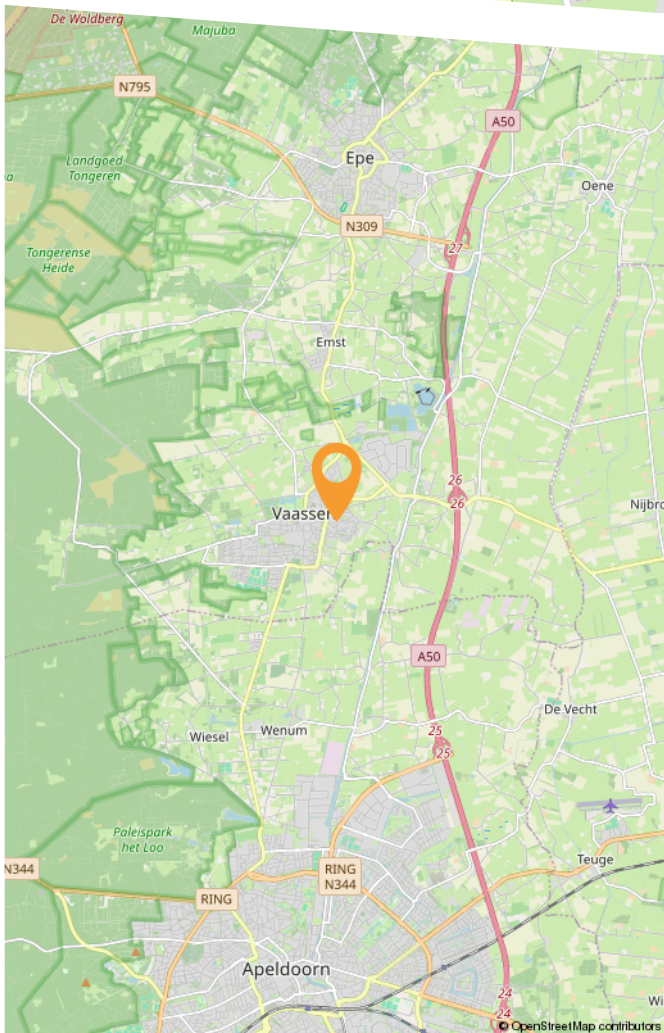 De Woldberg
Majuba
N795
A50
Landgoed
Tongeren
Epe
Oene
N309
Tongerense
Heide
27
Emst
26
26
Vaassen
A50
De Vecht
Wiesel
Wenum
25
25
Paleispark
het Loo
Teuge
N344
RING
N344
RING
Apeldoorn
24
24
© OpenStreetMap contributors